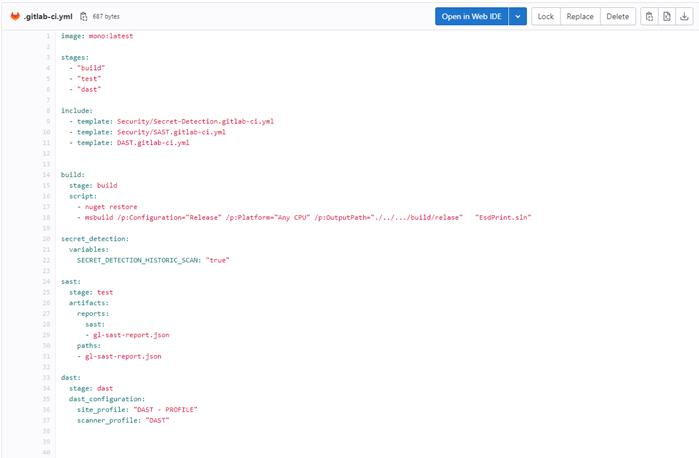 .gitlab-ci.yml 687 bytes Open in Web IDE Lock Replace Delete
1 image: mono:latest
2
3 stages:
4 - "build"
5 - "test"
6 - "dast"
7
8 include:
9 - template: Security/Secret-Detection.gitlab-ci.yml
10 - template: Security/SAST.gitlab-ci.yml
11 - template: DAST.gitlab-ci.yml
12
13
14 build:
15 stage: build
16 script:
17 - nuget restore
18 - msbuild /p:Configuration="Release" /p:Platform="Any CPU" /p:OutputPath="./../.../build/relase" "EsdPrint.sln"
19
20 secret_detection:
21 variables:
22 SECRET_DETECTION_HISTORIC_SCAN: "true"
23
24 sast:
25 stage: test
26 artifacts:
27 reports:
28 sast:
29 - gl-sast-report.json
30 paths:
31 - gl-sast-report.json
32
33 dast:
34 stage: dast
35 dast_configuration:
36 site_profile: "DAST - PROFILE"
37 scanner_profile: "DAST"
38
39
40